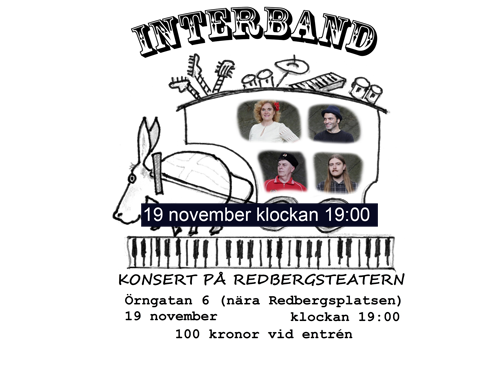 INTERBAND
19 november klockan 19:00
KONSERT PÅ REDBERGSTEATERN
Örngatan 6 (nära Redbergsplatsen)
19 november klockan 19:00
100 kronor vid entrén